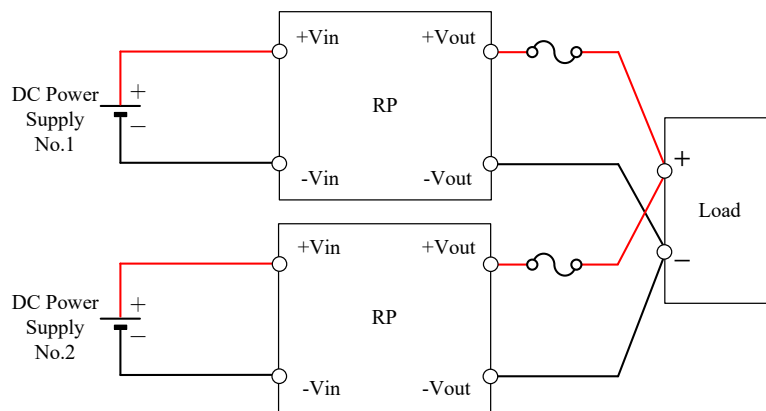 +Vin
+Vout
DC Power
Supply
No.1
+
−
RP
-Vin
-Vout
+
Load
−
+Vin
+Vout
DC Power
Supply
No.2
+
−
RP
-Vin
-Vout